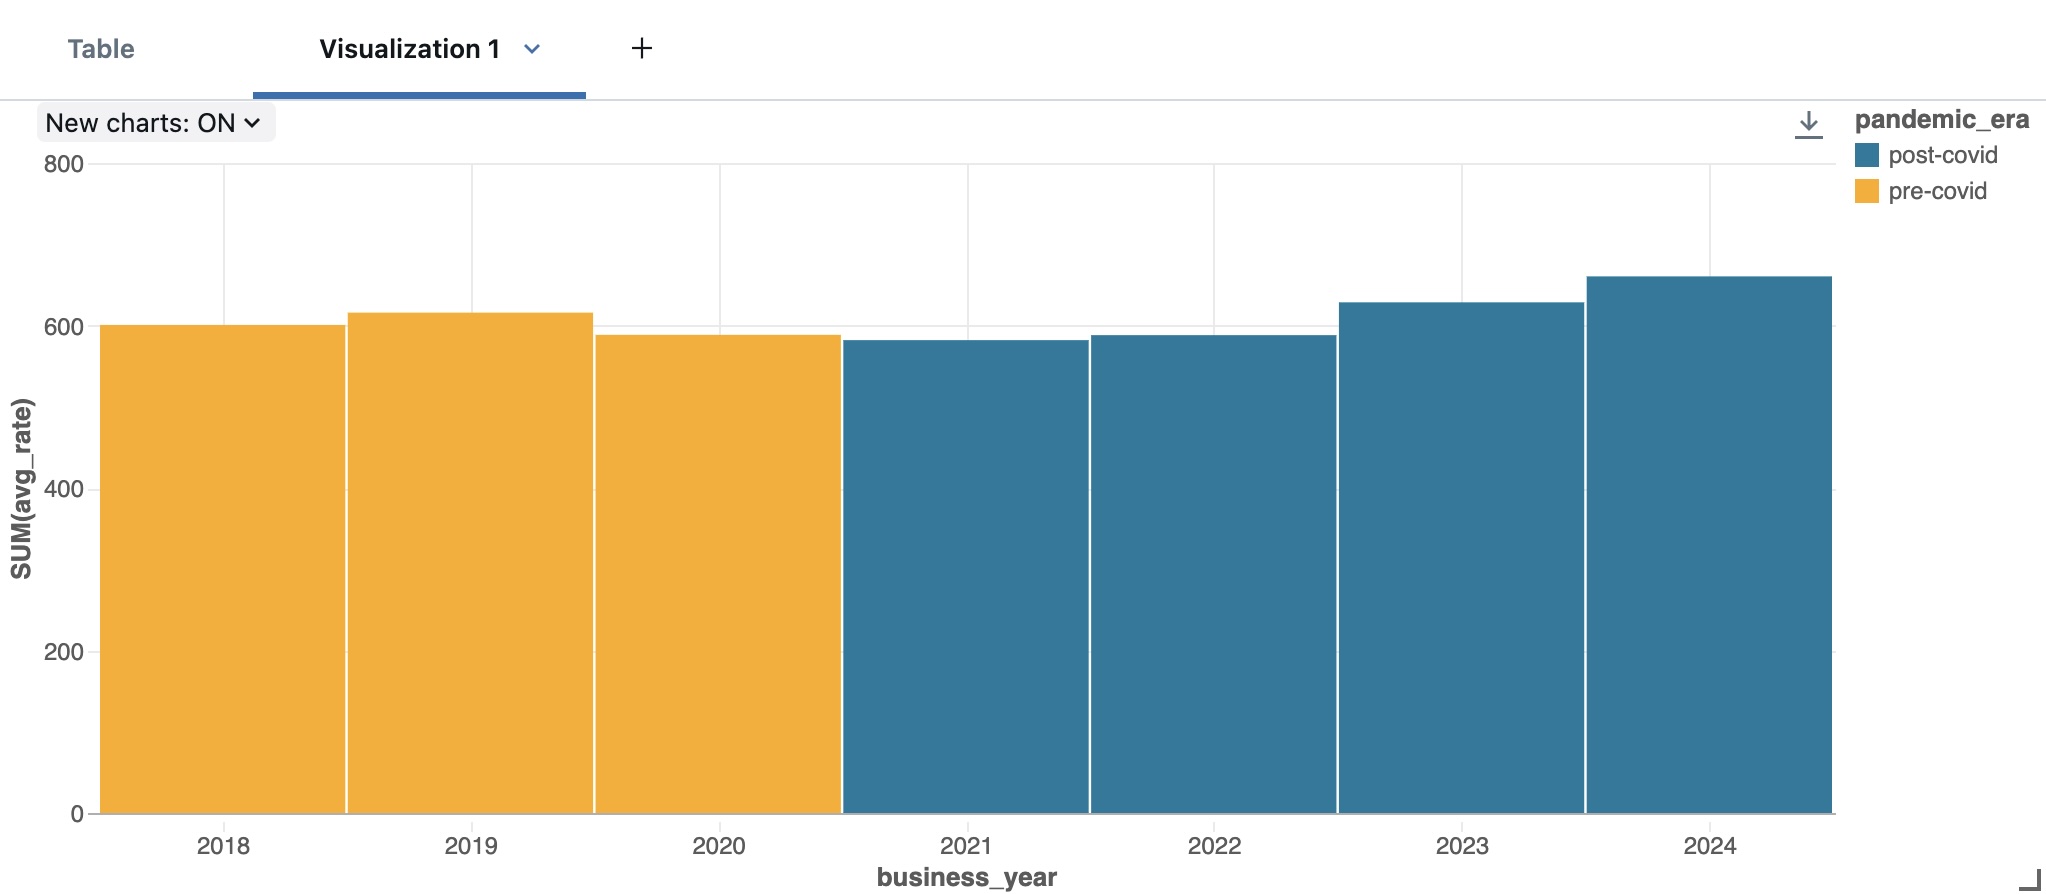 Table
Visualization 1
+
New charts: ON
pandemic_era
post-covid
pre-covid
800
600
400
200
0
SUM(avg_rate)
2018 2019 2020 2021 2022 2023 2024
business_year